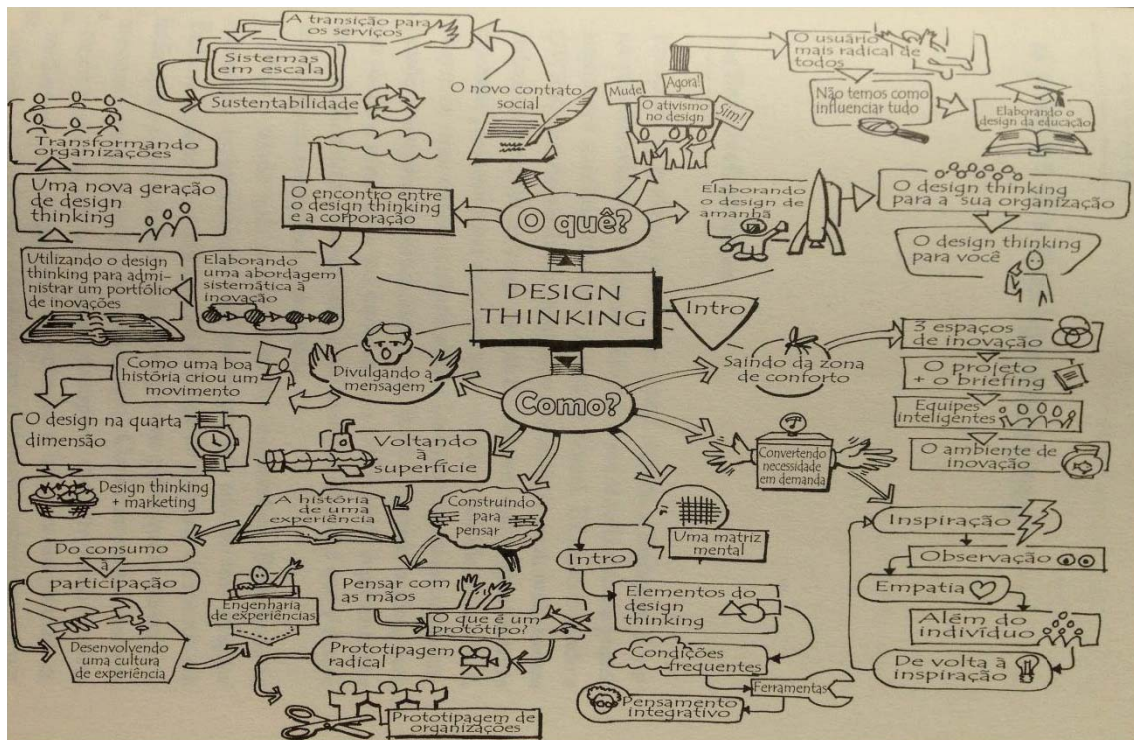 DESIGN
THINKING
Intro
O quê?
O encontro entre
o design thinking
e a corporação
Elaborando
uma abordagem
sistemática à
inovação
Utilizando o design
thinking para admi-
nistrar um portfólio
de inovações
Uma nova geração
de design
thinking
Transformando
organizações
O novo contrato
social
A transição para
os serviços
Sistemas
em escala
Sustentabilidade
Mude
Agora!
Sim!
O ativismo
no design
O usuário
mais radical de
todos
Não temos como
influenciar tudo
Elaborando o
design da educação
Elaborando
o design de
amanhã
O design thinking
para a sua organização
O design thinking
para você
Como?
Saindo da zona
de conforto
3 espaços
de inovação
O projeto
+ o briefing
Equipes
inteligentes
O ambiente de
inovação
Convertendo
necessidade
em demanda
Inspiração
Observação
Empatia
Além do
indivíduo
De volta à
inspiração
Uma matriz
mental
Intro
Elementos do
design
thinking
Condições
frequentes
Ferramentas
Pensamento
integrativo
Construindo
para
pensar
Pensar com
as mãos
O que é um
protótipo?
Prototipagem
radical
Prototipagem de
organizações
Voltando
à
superfície
A história
de uma
experiência
Do consumo
à
participação
Desenvolvendo
uma cultura
de experiência
Engenharia
de experiências
Divulgando a
mensagem
Como uma boa
história criou um
movimento
O design na quarta
dimensão
Design thinking
+ marketing